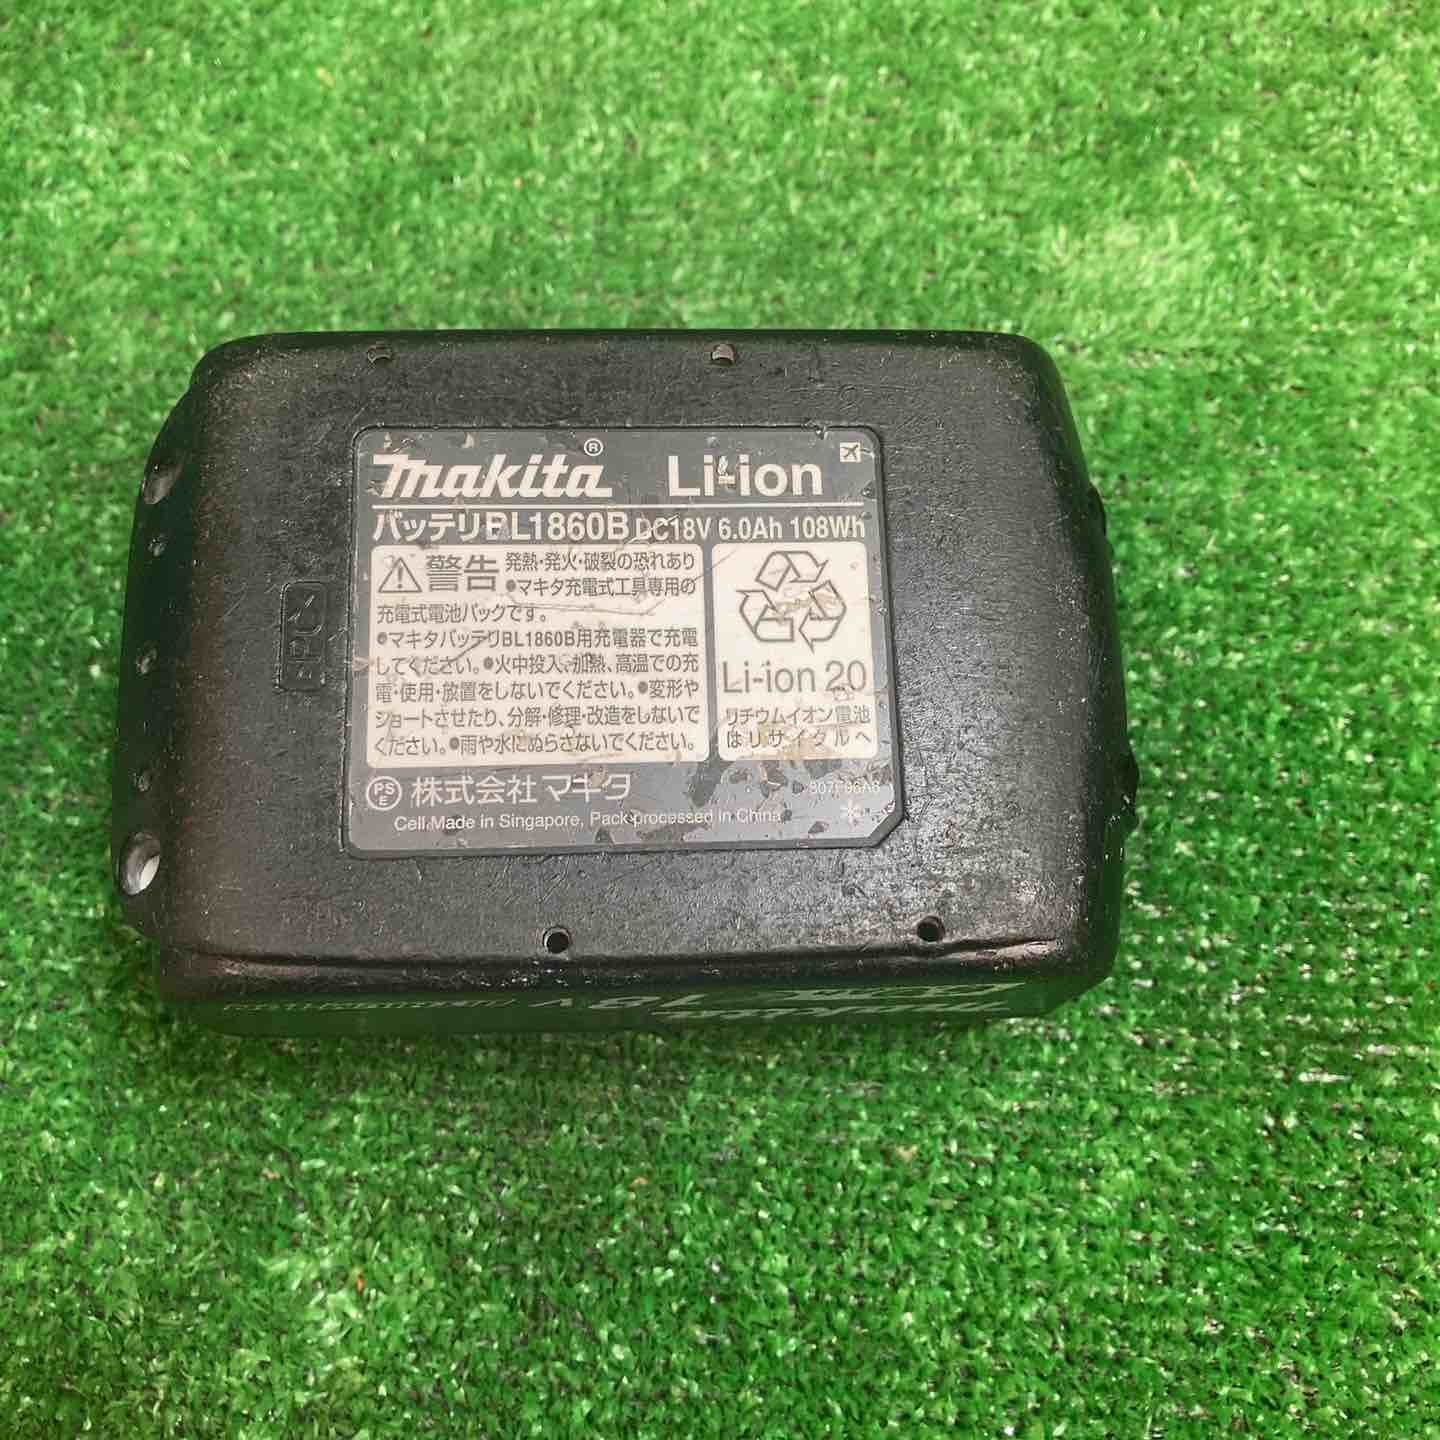 makita® Li-ion
バッテリBL1860B DC18V 6.0Ah 108Wh
警告 発熱・発火・破裂の恐れあり
●マキタ充電式工具専用の
充電式電池パックです。
●マキタバッテリBL1860B用充電器で充電
してください。●火中投入、加熱、高温での充
電・使用・放置をしないでください。●変形や
ショートさせたり、分解・修理・改造をしないで
ください。●雨や水にぬらさないでください。
Li-ion 20
リチウムイオン電池
はリサイクルへ
PSE 株式会社 マキタ
Cell Made in Singapore, Pack processed in China
18V